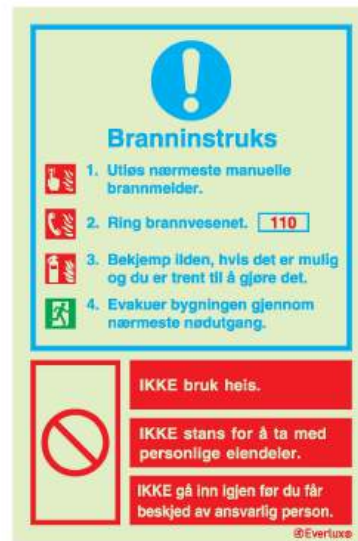 Branninstruks
1. Utløs nærmeste manuelle
brannmelder.
2. Ring brannvesenet. 110
3. Bekjemp ilden, hvis det er mulig
og du er trent til å gjøre det.
4. Evakuer bygningen gjennom
nærmeste nødutgang.
IKKE bruk heis.
IKKE stans for å ta med
personlige eiendeler.
IKKE gå inn igjen før du får
beskjed av ansvarlig person.
Everlux®